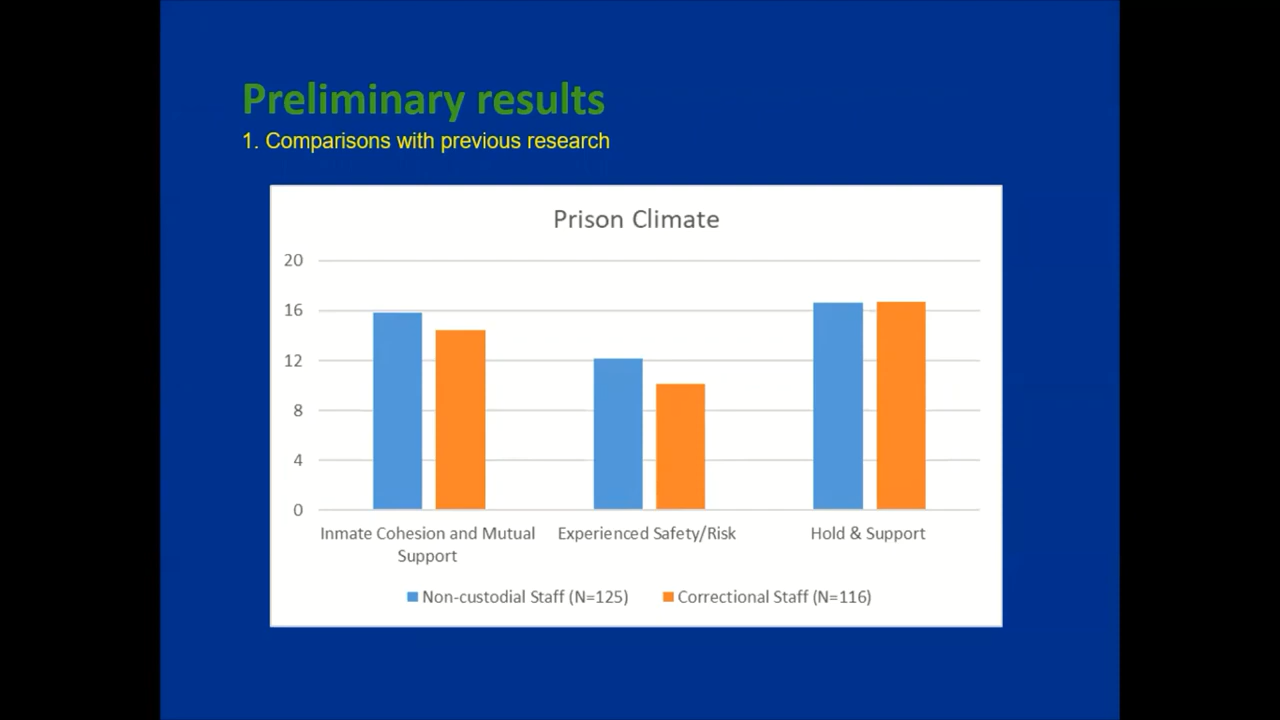 Preliminary results
1. Comparisons with previous research
Prison Climate
20
16
12
8
4
0
Inmate Cohesion and Mutual
Support
Experienced Safety/Risk
Hold & Support
Non-custodial Staff (N=125)
Correctional Staff (N=116)